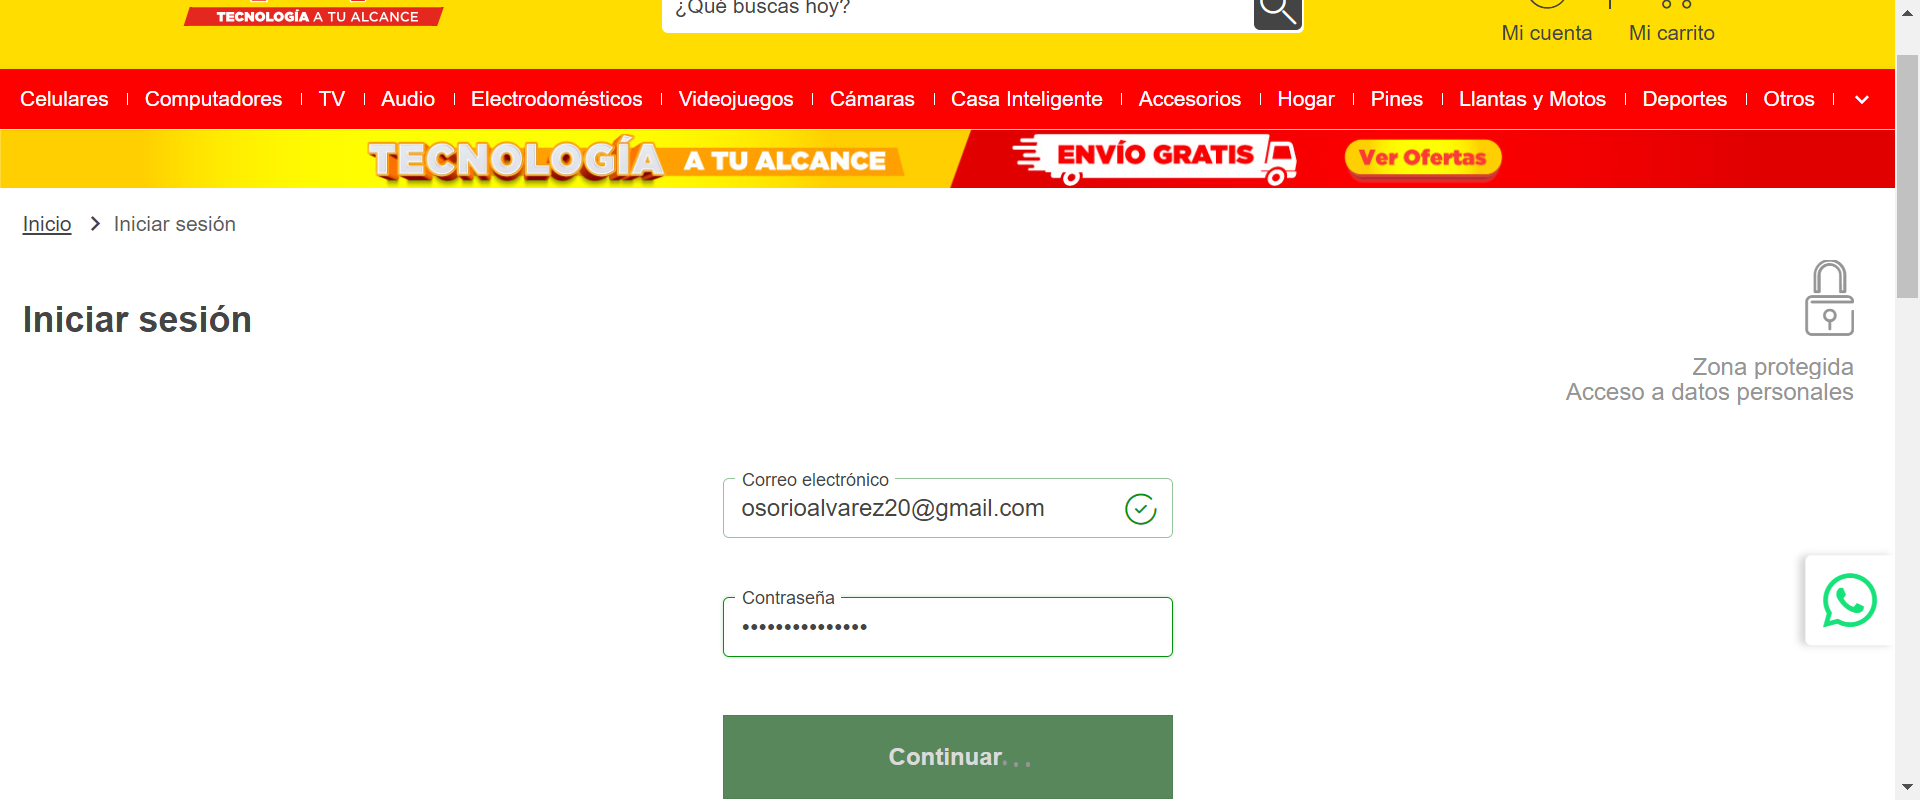 TECNOLOGÍA A TU ALCANCE
¿Qué buscas hoy?
Mi cuenta
Mi carrito
Celulares
Computadores
TV
Audio
Electrodomésticos
Videojuegos
Cámaras
Casa Inteligente
Accesorios
Hogar
Pines
Llantas y Motos
Deportes
Otros
TECNOLOGÍA A TU ALCANCE
ENVÍO GRATIS
Ver Ofertas
Inicio
Iniciar sesión
Iniciar sesión
Zona protegida
Acceso a datos personales
Correo electrónico
osorioalvarez20@gmail.com
Contraseña
•••••••••••••••
Continuar...